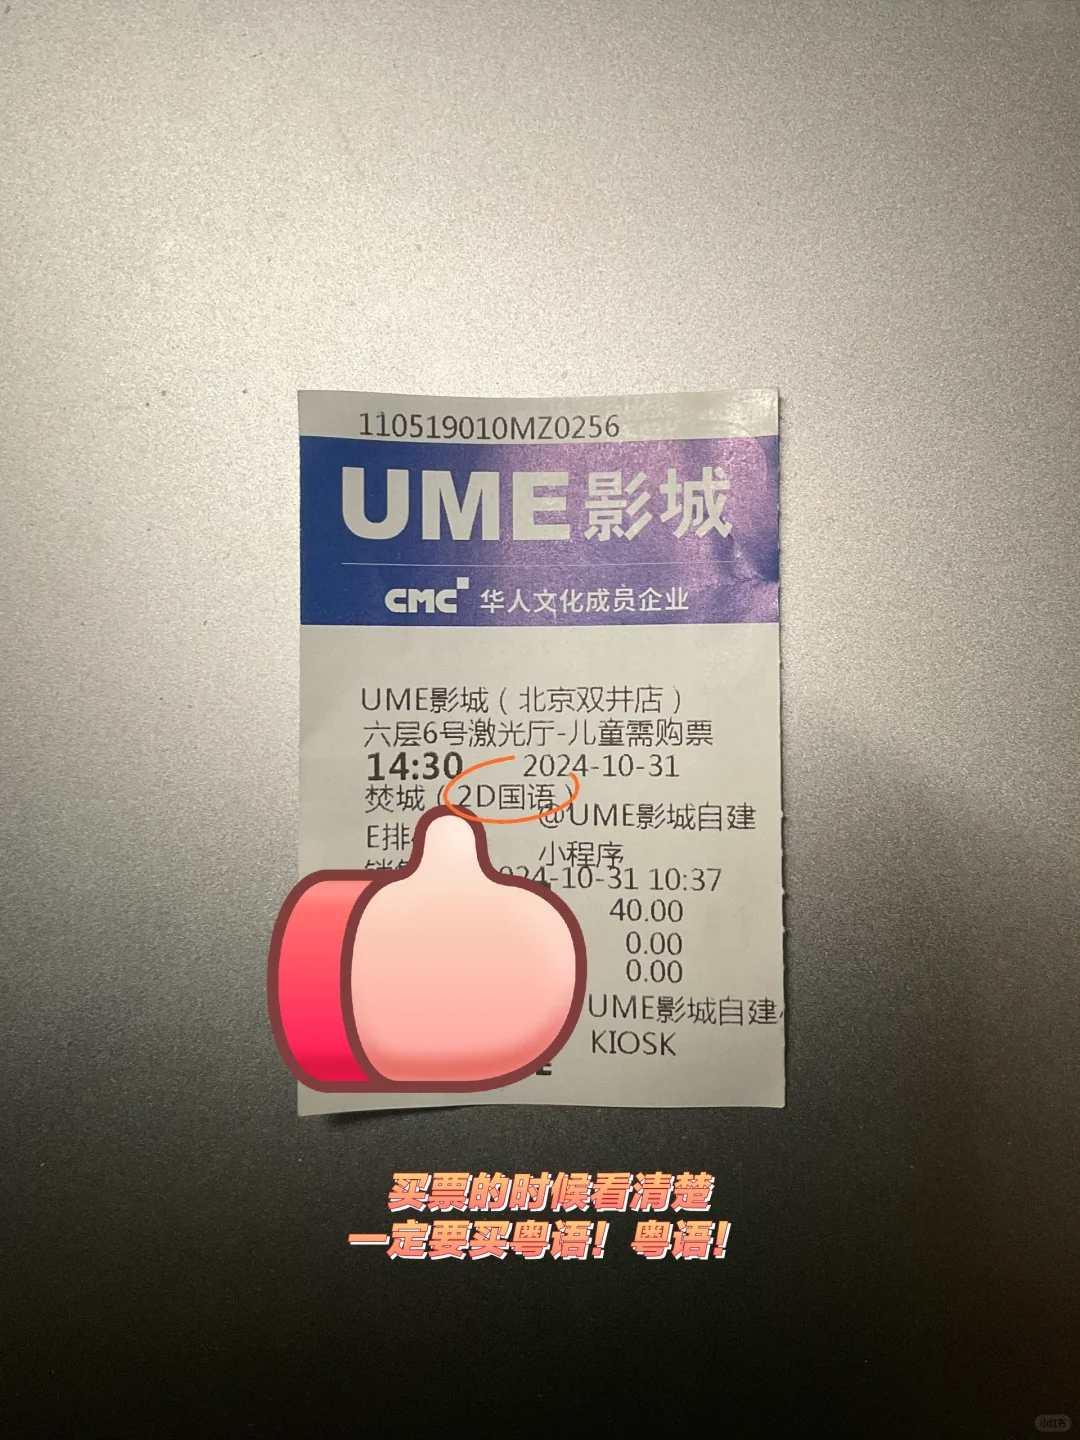 110519010MZ0256
UME影城
CMC 华人文化成员企业
UME影城（北京双井店）
六层6号激光厅-儿童需购票
14:30 2024-10-31
焚城（2D国语）
@UME影城自建
E排
小程序
24-10-31 10:37
40.00
0.00
0.00
UME影城自建
KIOSK
买票的时候看清楚
一定要买粤语！粤语！
小红书